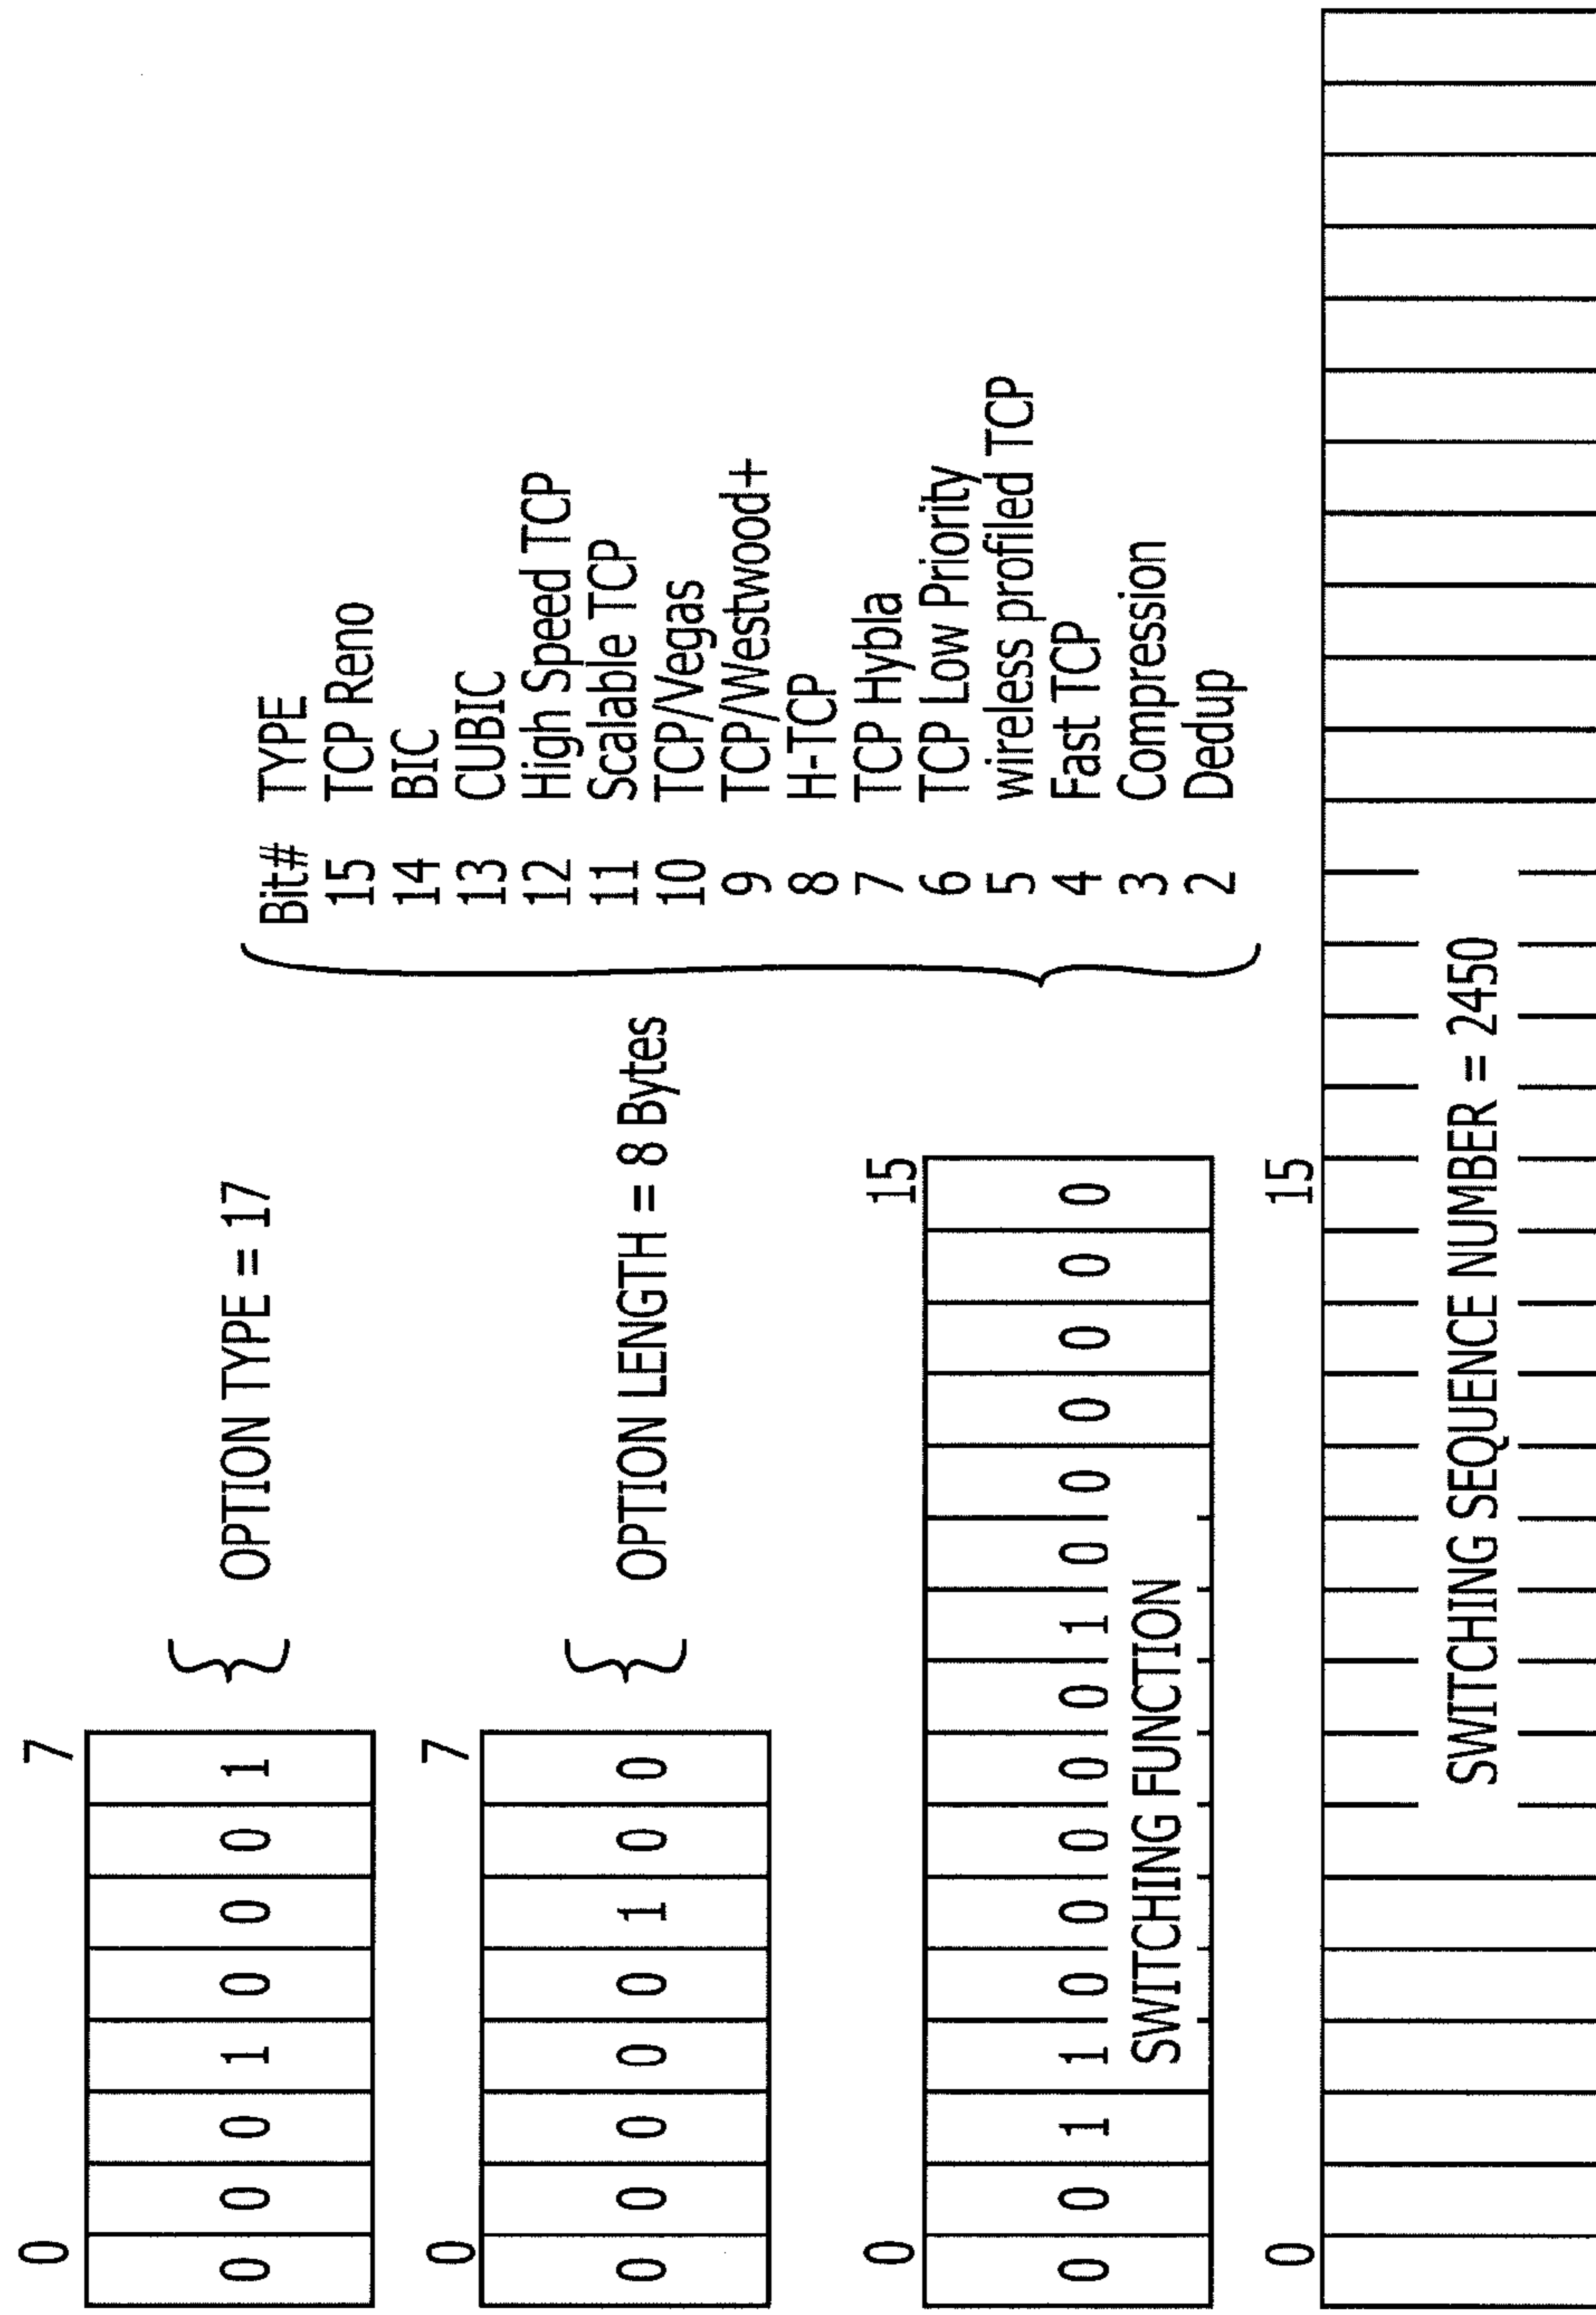 0 7
0 0 0 1 0 0 0 1
OPTION TYPE = 17
0 7
0 0 0 0 0 1 0 0
OPTION LENGTH = 8 Bytes
Bit# TYPE
15 TCP Reno
14 BIC
13 CUBIC
12 High Speed TCP
11 Scalable TCP
10 TCP/Vegas
9 TCP/Westwood+
8 H-TCP
7 TCP Hybla
6 TCP Low Priority
5 wireless profiled TCP
4 Fast TCP
3 Compression
2 Dedup
0 15
0 0 1 1 0 0 0 0 0 1 0 0 0 0 0 0
SWITCHING FUNCTION
0 15
SWITCHING SEQUENCE NUMBER = 2450